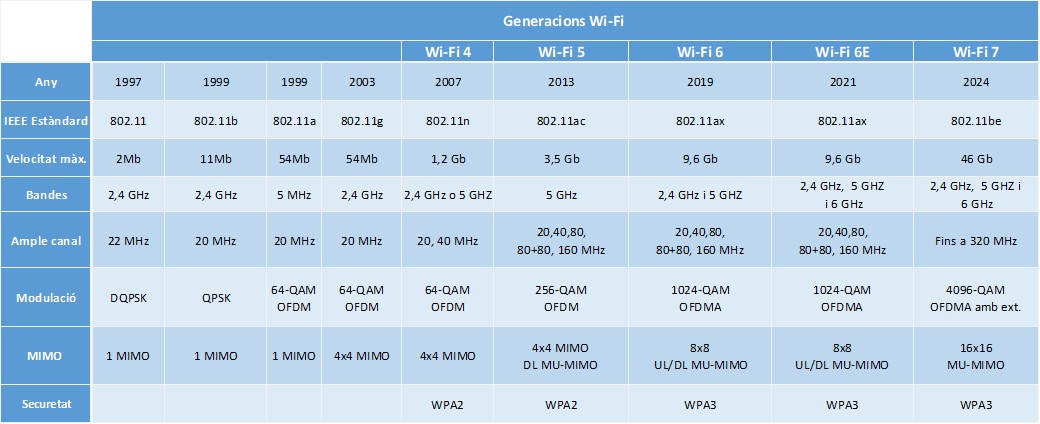 Generacions Wi-Fi
Wi-Fi 4 Wi-Fi 5 Wi-Fi 6 Wi-Fi 6E Wi-Fi 7
Any 1997 1999 1999 2003 2007 2013 2019 2021 2024
IEEE Estàndard 802.11 802.11b 802.11a 802.11g 802.11n 802.11ac 802.11ax 802.11ax 802.11be
Velocitat màx. 2Mb 11Mb 54Mb 54Mb 1,2 Gb 3,5 Gb 9,6 Gb 9,6 Gb 46 Gb
Bandes 2,4 GHz 2,4 GHz 5 MHz 2,4 GHz 2,4 GHz o 5 GHZ 5 GHz 2,4 GHz i 5 GHz 2,4 GHz, 5 GHZ 2,4 GHz, 5 GHZ i
i 6 GHz 6 GHz
Ample canal 22 MHz 20 MHz 20 MHz 20 MHz 20, 40 MHz 20,40,80, 20,40,80, 20,40,80, Fins a 320 MHz
80+80, 160 MHz 80+80, 160 MHz 80+80, 160 MHz
Modulació DQPSK QPSK 64-QAM 64-QAM 64-QAM 256-QAM 1024-QAM 1024-QAM 4096-QAM
OFDM OFDM OFDM OFDM OFDMA OFDMA OFDMA amb ext.
MIMO 1 MIMO 1 MIMO 1 MIMO 4x4 MIMO 4x4 MIMO 4x4 MIMO 8x8 8x8 16x16
DL MU-MIMO UL/DL MU-MIMO UL/DL MU-MIMO MU-MIMO
Securetat WPA2 WPA2 WPA3 WPA3 WPA3